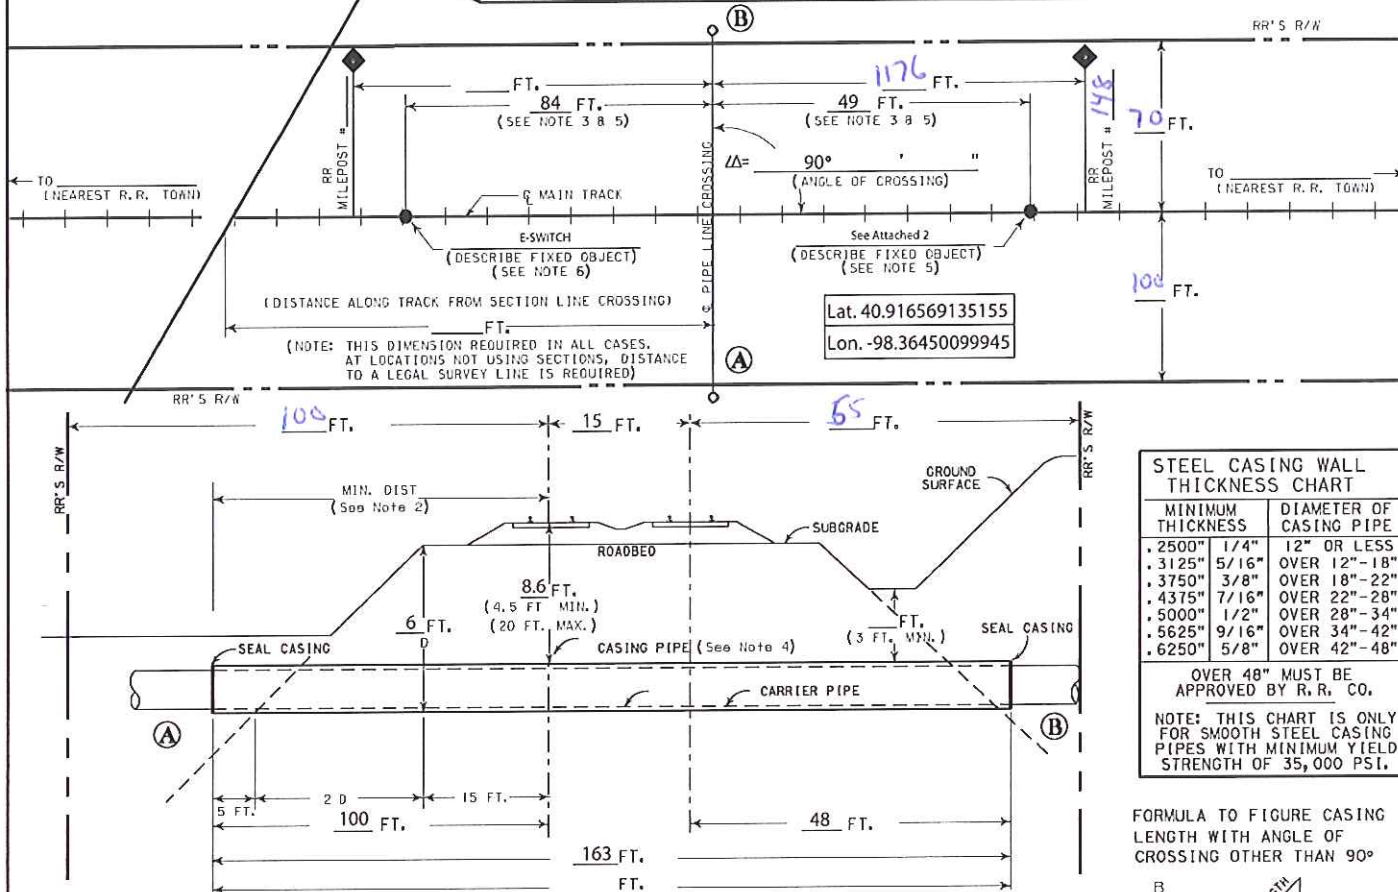 B
RR'S R/W
____ FT.
1176 FT.
84 FT.
(SEE NOTE 3 & 5)
49 FT.
(SEE NOTE 3 & 5)
RR
MILEPOST # ____
RR
MILEPOST # 148
70 FT.
∠Δ= 90° ' "
(ANGLE OF CROSSING)
TO ____
(NEAREST R.R. TOWN)
TO ____
(NEAREST R.R. TOWN)
℄ MAIN TRACK
℄ PIPE LINE CROSSING
E-SWITCH
(DESCRIBE FIXED OBJECT)
(SEE NOTE 6)
See Attached 2
(DESCRIBE FIXED OBJECT)
(SEE NOTE 5)
100 FT.
(DISTANCE ALONG TRACK FROM SECTION LINE CROSSING)
____ FT.
Lat. 40.916569135155
Lon. -98.36450099945
(NOTE: THIS DIMENSION REQUIRED IN ALL CASES.
AT LOCATIONS NOT USING SECTIONS, DISTANCE
TO A LEGAL SURVEY LINE IS REQUIRED)
A
RR'S R/W
100 FT.
15 FT.
55 FT.
RR'S R/W
RR'S R/W
MIN. DIST
(See Note 2)
GROUND
SURFACE
SUBGRADE
ROADBED
8.6 FT.
(4.5 FT MIN.)
(20 FT. MAX.)
6 FT.
D
____ FT.
(3 FT. MIN.)
SEAL CASING
CASING PIPE (See Note 4)
SEAL CASING
CARRIER PIPE
A
B
5 FT.
2 D
15 FT.
100 FT.
48 FT.
163 FT.
FT.
STEEL CASING WALL
THICKNESS CHART
MINIMUM THICKNESS DIAMETER OF CASING PIPE
.2500" 1/4" 12" OR LESS
.3125" 5/16" OVER 12"-18"
.3750" 3/8" OVER 18"-22"
.4375" 7/16" OVER 22"-28"
.5000" 1/2" OVER 28"-34"
.5625" 9/16" OVER 34"-42"
.6250" 5/8" OVER 42"-48"
OVER 48" MUST BE
APPROVED BY R.R. CO.
NOTE: THIS CHART IS ONLY
FOR SMOOTH STEEL CASING
PIPES WITH MINIMUM YIELD
STRENGTH OF 35,000 PSI.
FORMULA TO FIGURE CASING
LENGTH WITH ANGLE OF
CROSSING OTHER THAN 90°
B